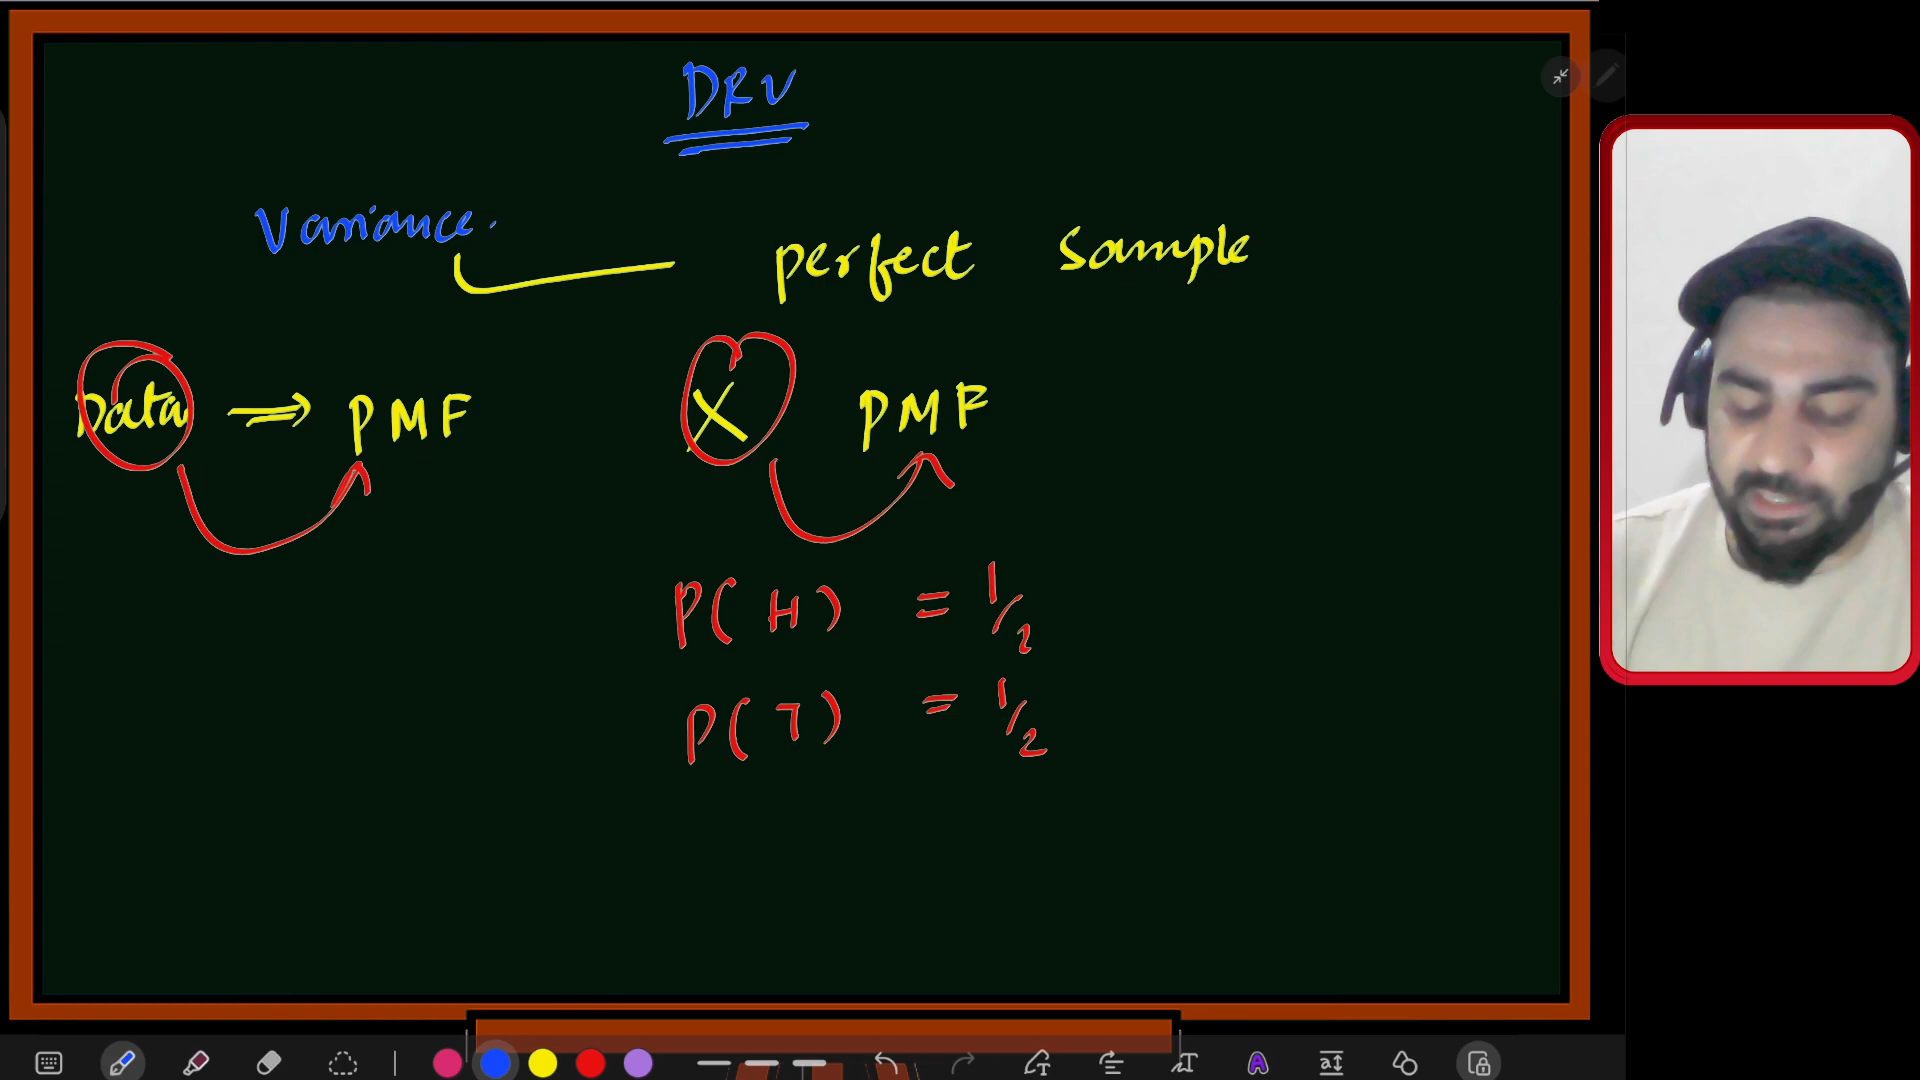 DRV
Variance.
perfect sample
Data ⇒ PMF
X PMF
P(H) = 1/2
P(T) = 1/2